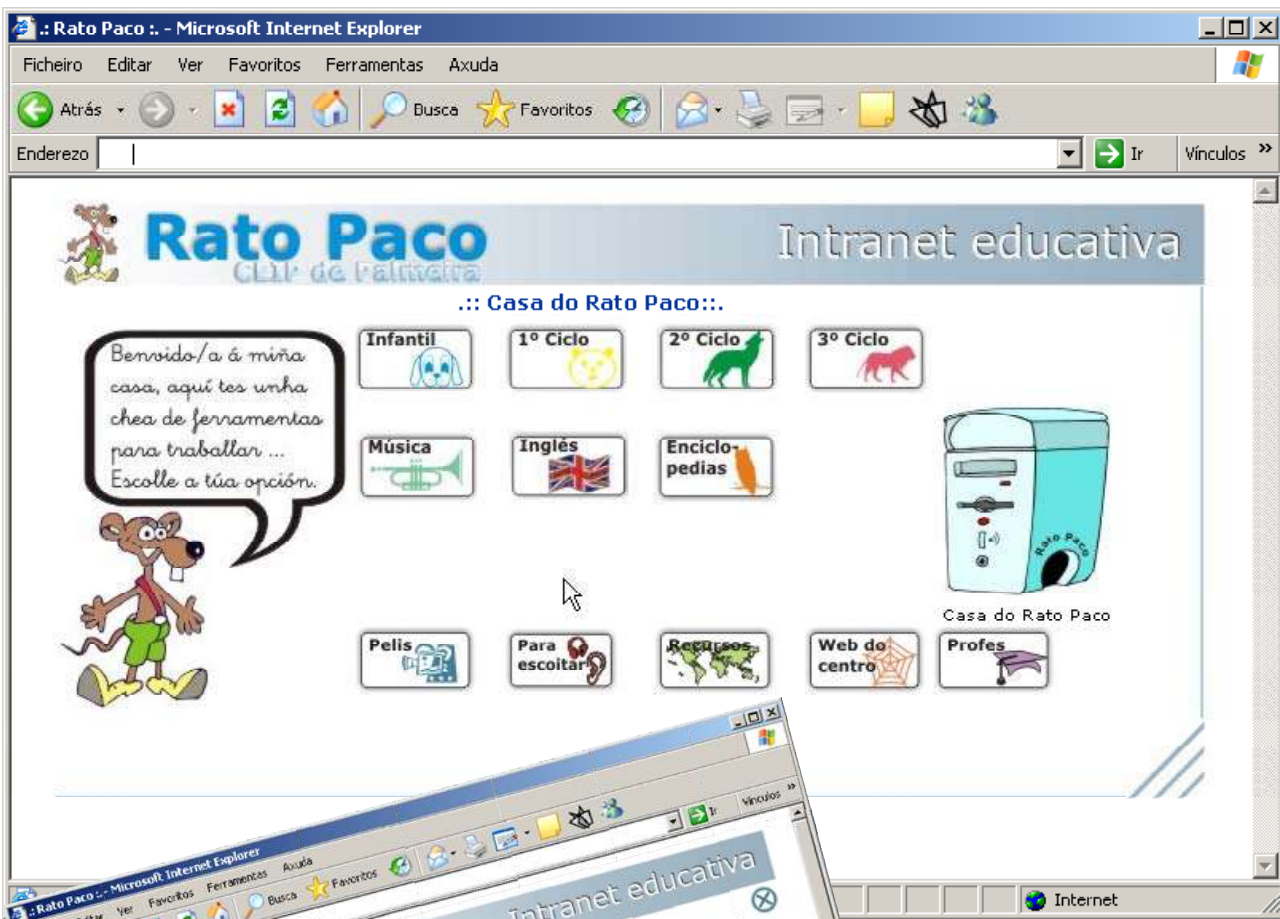 .: Rato Paco :. - Microsoft Internet Explorer
Ficheiro Editar Ver Favoritos Ferramentas Axuda
Atrás Busca Favoritos
Enderezo Ir Vínculos »
Rato Paco Intranet educativa
CEIP de Palmeira
.:: Casa do Rato Paco::.
Benvido/a á miña
casa, aquí tes unha
chea de ferramentas
para traballar ...
Escolle a túa opción.
Infantil 1º Ciclo 2º Ciclo 3º Ciclo
Música Inglés Enciclo-
pedias
Rato Paco
Casa do Rato Paco
Pelis Para
escoitar Recursos Web do
centro Profes
.: Rato Paco :. - Microsoft Internet Explorer
Editar Ver Favoritos Ferramentas Axuda
Busca Favoritos
Ir Vínculos »
Intranet educativa
Internet